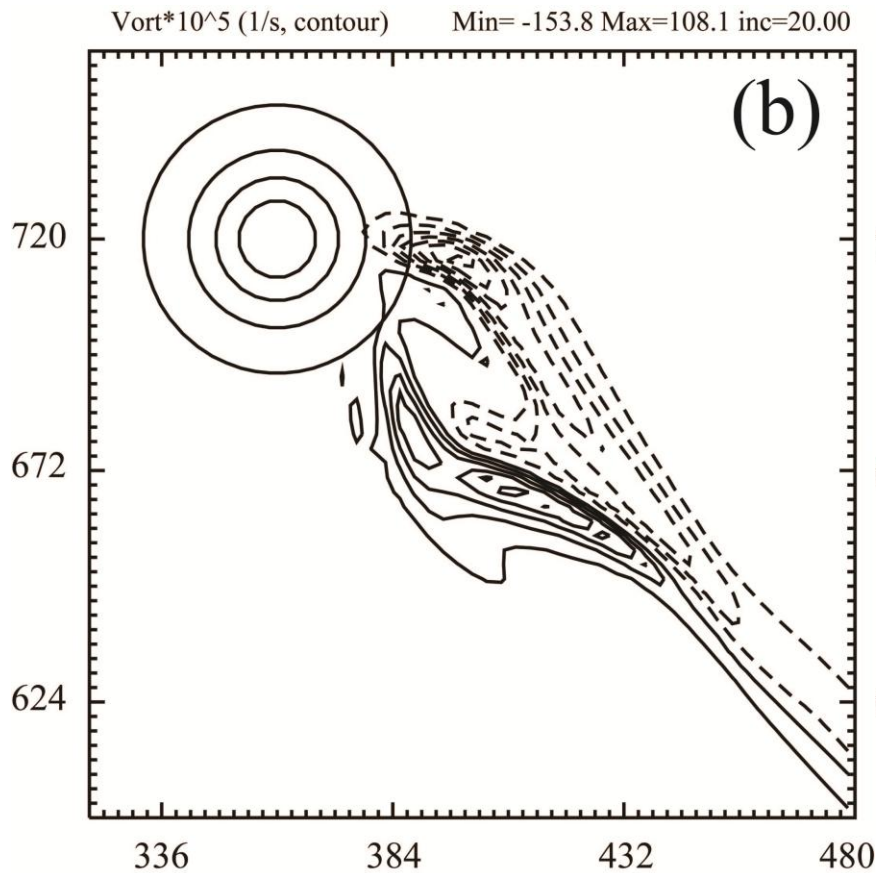 Vort*10^5 (1/s, contour) Min= -153.8 Max=108.1 inc=20.00
(b)
720
672
624
336 384 432 480